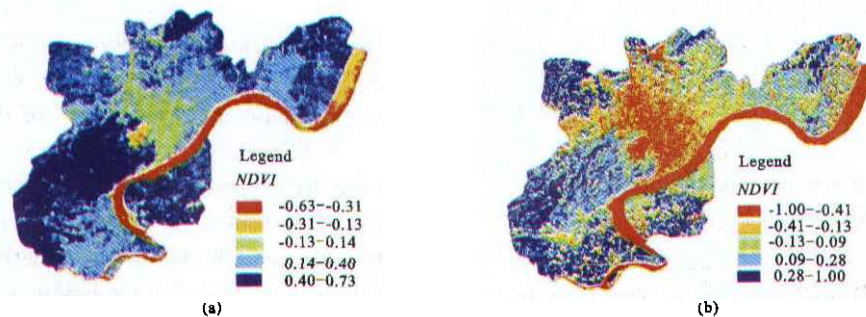 Legend
NDVI
-0.63–-0.31
-0.31–-0.13
-0.13–0.14
0.14–0.40
0.40–0.73
(a)
Legend
NDVI
-1.00–-0.41
-0.41–-0.13
-0.13–0.09
0.09–0.28
0.28–1.00
(b)